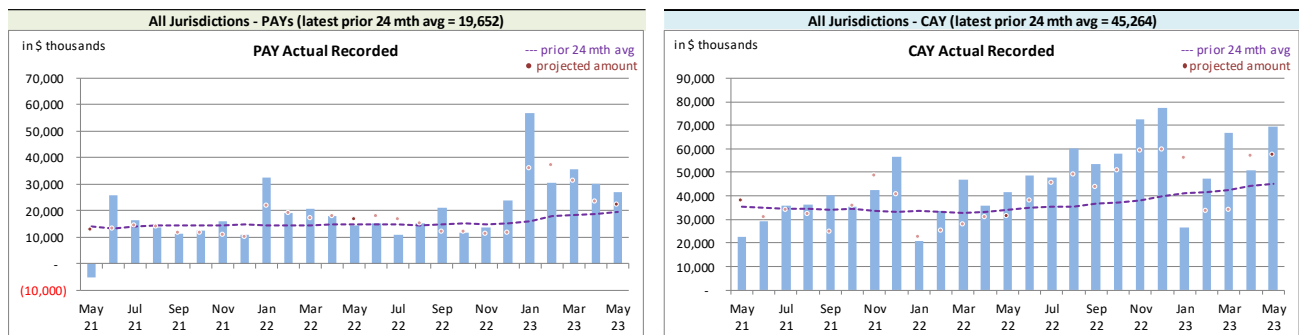 All Jurisdictions - PAYs (latest prior 24 mth avg = 19,652)
in $ thousands
PAY Actual Recorded
--- prior 24 mth avg
• projected amount
70,000
60,000
50,000
40,000
30,000
20,000
10,000
-
(10,000)
May Jul Sep Nov Jan Mar May Jul Sep Nov Jan Mar May
21 21 21 21 22 22 22 22 22 22 23 23 23
All Jurisdictions - CAY (latest prior 24 mth avg = 45,264)
in $ thousands
CAY Actual Recorded
--- prior 24 mth avg
• projected amount
90,000
80,000
70,000
60,000
50,000
40,000
30,000
20,000
10,000
-
May Jul Sep Nov Jan Mar May Jul Sep Nov Jan Mar May
21 21 21 21 22 22 22 22 22 22 23 23 23